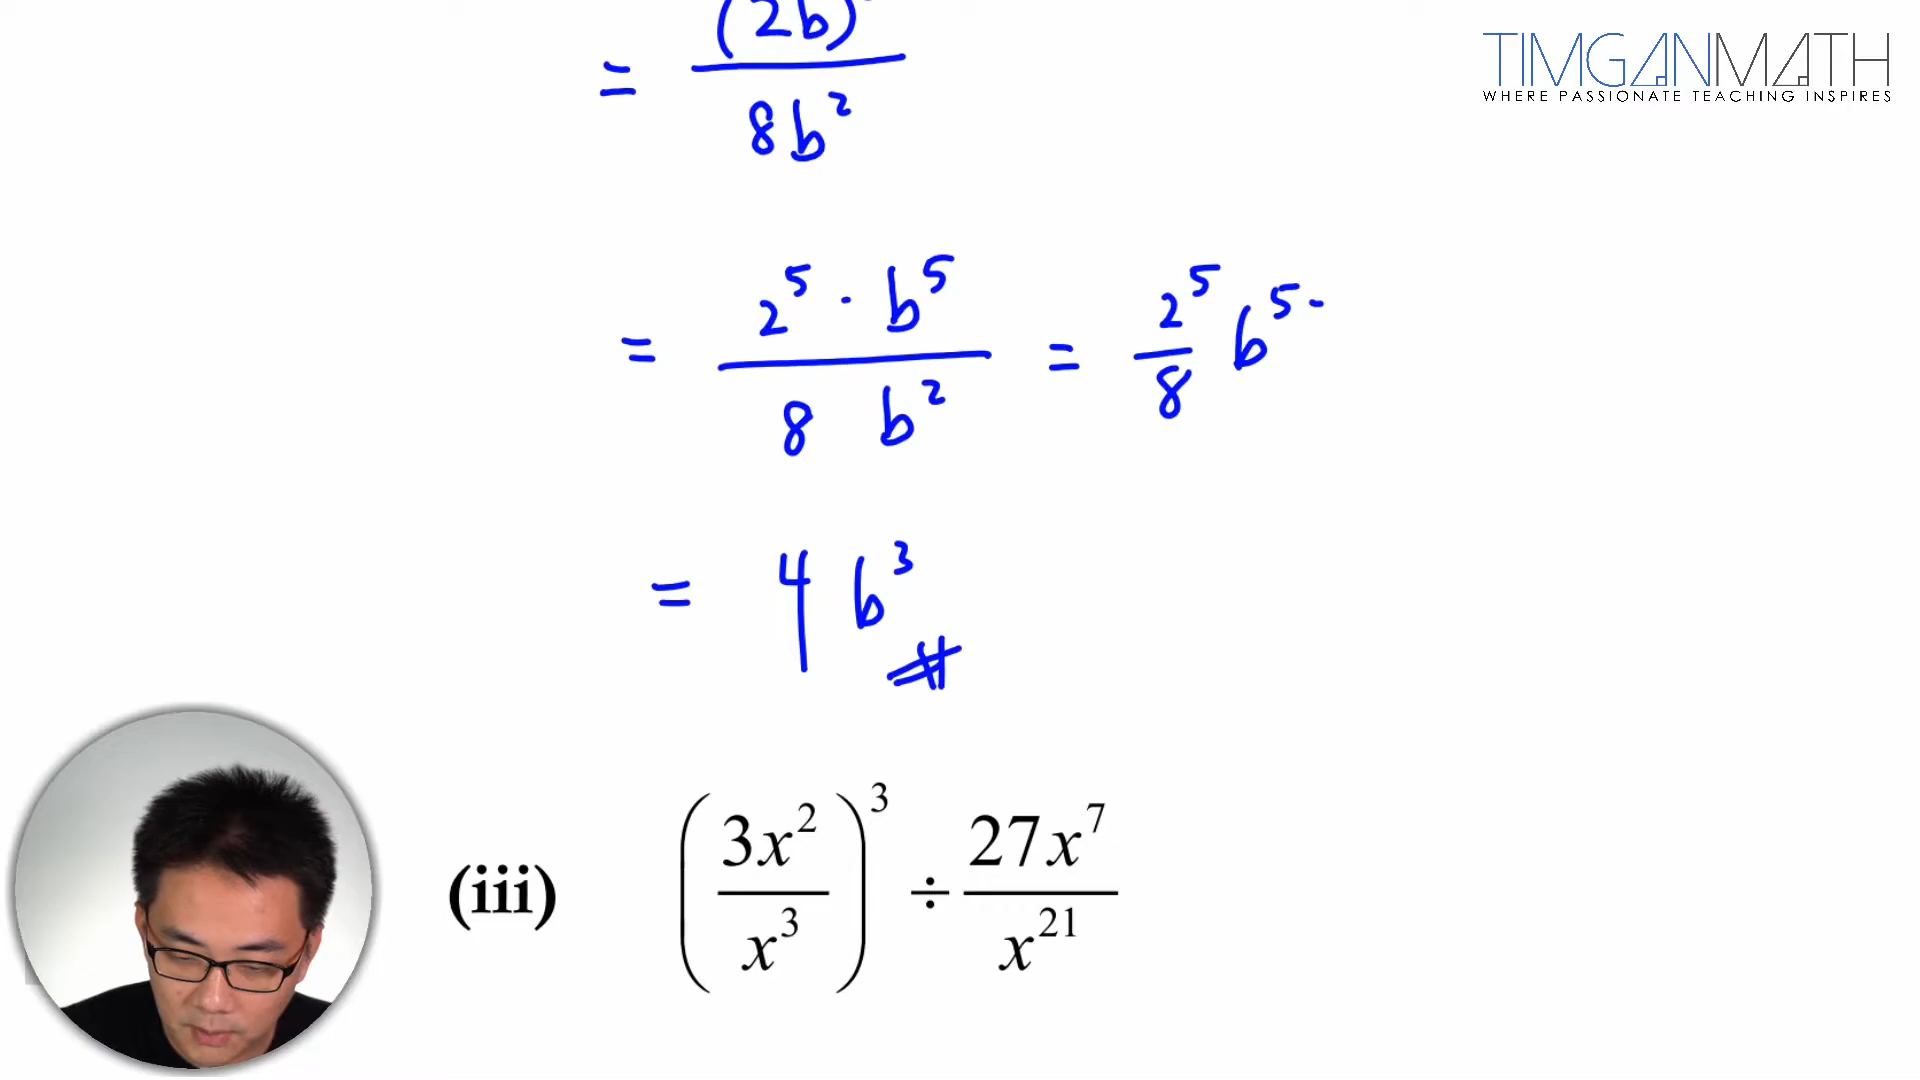 (2b)
TIMGANMATH
WHERE PASSIONATE TEACHING INSPIRES
= ———
8b²
2⁵ · b⁵ 2⁵ b⁵⁻
= ——— = —
8 b² 8
= 4 b³
(iii) (3x²/x³)³ ÷ 27x⁷/x²¹